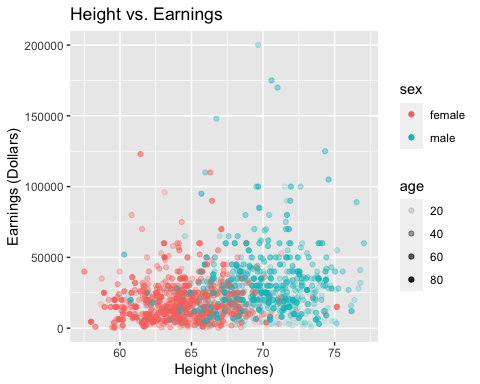 Height vs. Earnings
Earnings (Dollars)
200000
150000
100000
50000
0
60 65 70 75
Height (Inches)
sex
female
male
age
20
40
60
80